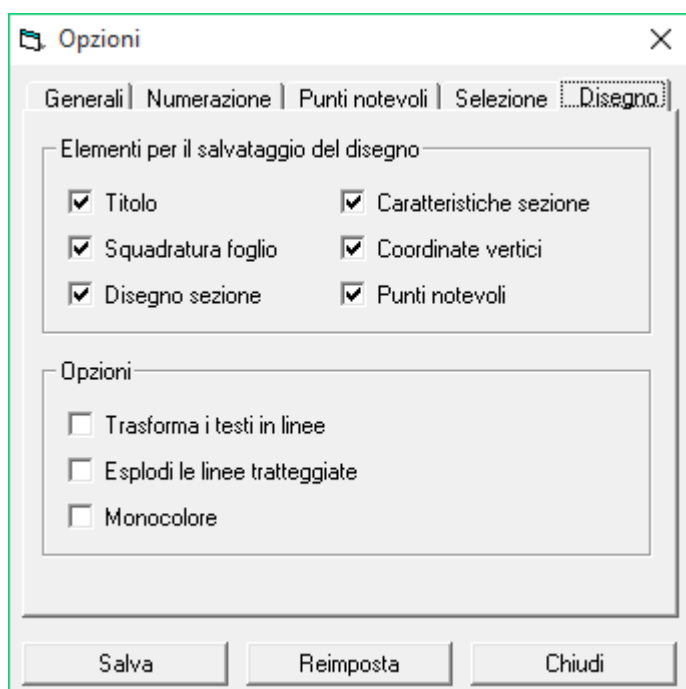 Opzioni
Generali Numerazione Punti notevoli Selezione Disegno
Elementi per il salvataggio del disegno
Titolo Caratteristiche sezione
Squadratura foglio Coordinate vertici
Disegno sezione Punti notevoli
Opzioni
Trasforma i testi in linee
Esplodi le linee tratteggiate
Monocolore
Salva Reimposta Chiudi